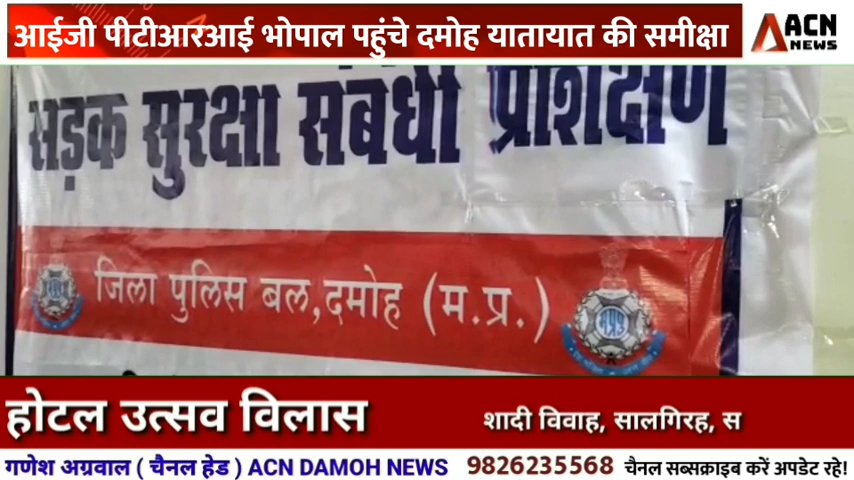 आईजी पीटीआरआई भोपाल पहुंचे दमोह यातायात की समीक्षा
ACN
NEWS
सड़क सुरक्षा संबंधी प्रशिक्षण
जिला पुलिस बल,दमोह (म.प्र.)
होटल उत्सव विलास
शादी विवाह, सालगिरह, स
गणेश अग्रवाल ( चैनल हेड ) ACN DAMOH NEWS 9826235568 चैनल सब्सक्राइब करें अपडेट रहे!